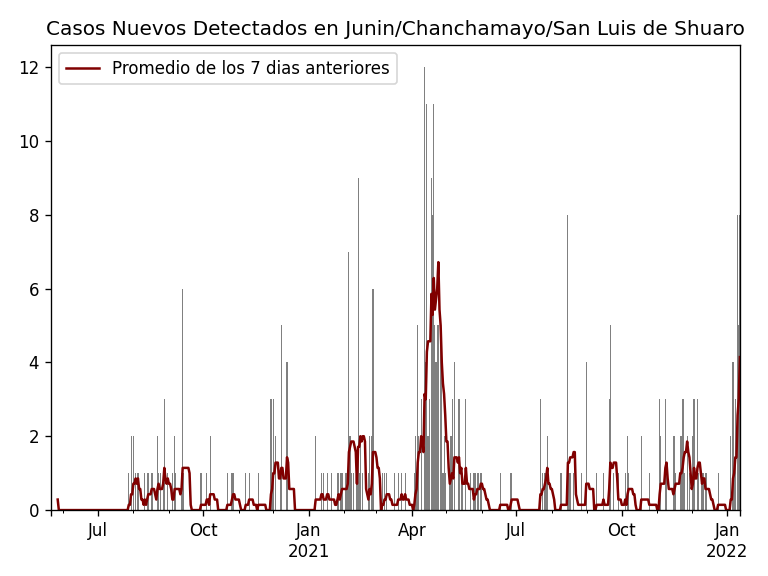 Casos Nuevos Detectados en Junin/Chanchamayo/San Luis de Shuaro
Promedio de los 7 dias anteriores
12
10
8
6
4
2
0
Jul
Oct
Jan
2021
Apr
Jul
Oct
Jan
2022